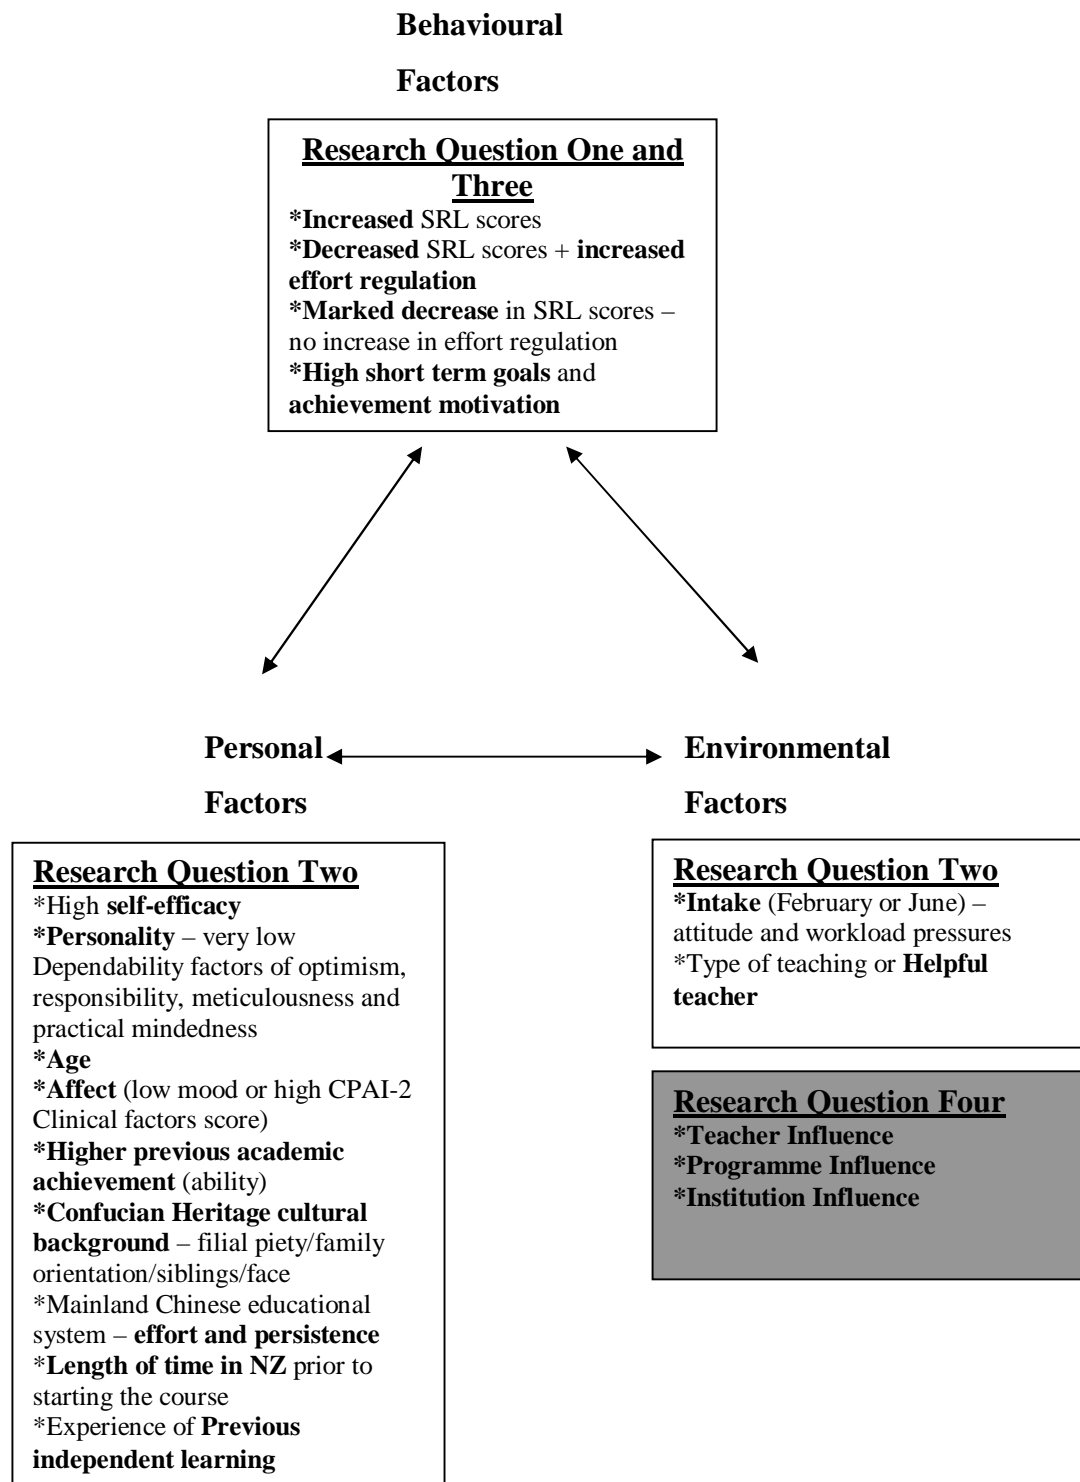 Behavioural
Factors
Research Question One and
Three
*Increased SRL scores
*Decreased SRL scores + increased
effort regulation
*Marked decrease in SRL scores –
no increase in effort regulation
*High short term goals and
achievement motivation
Personal
Factors
Environmental
Factors
Research Question Two
*High self-efficacy
*Personality – very low
Dependability factors of optimism,
responsibility, meticulousness and
practical mindedness
*Age
*Affect (low mood or high CPAI-2
Clinical factors score)
*Higher previous academic
achievement (ability)
*Confucian Heritage cultural
background – filial piety/family
orientation/siblings/face
*Mainland Chinese educational
system – effort and persistence
*Length of time in NZ prior to
starting the course
*Experience of Previous
independent learning
Research Question Two
*Intake (February or June) –
attitude and workload pressures
*Type of teaching or Helpful
teacher
Research Question Four
*Teacher Influence
*Programme Influence
*Institution Influence